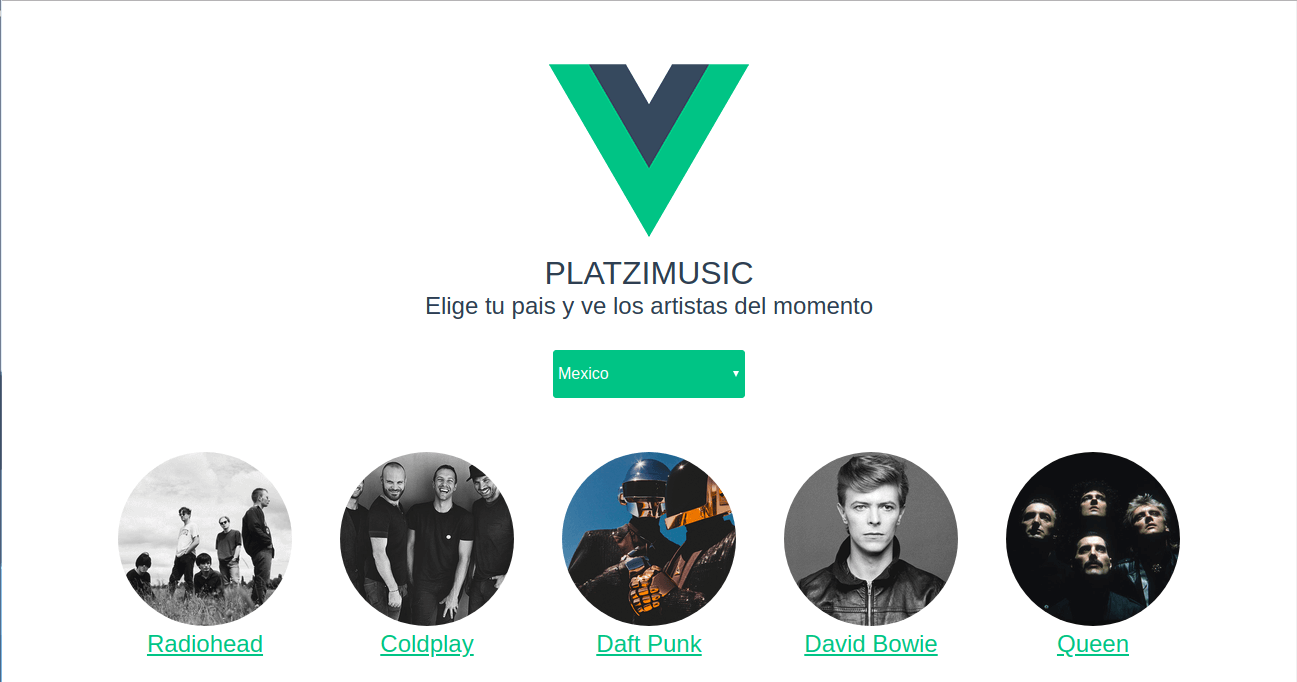 PLATZIMUSIC
Elige tu pais y ve los artistas del momento
Mexico
Radiohead
Coldplay
Daft Punk
David Bowie
Queen